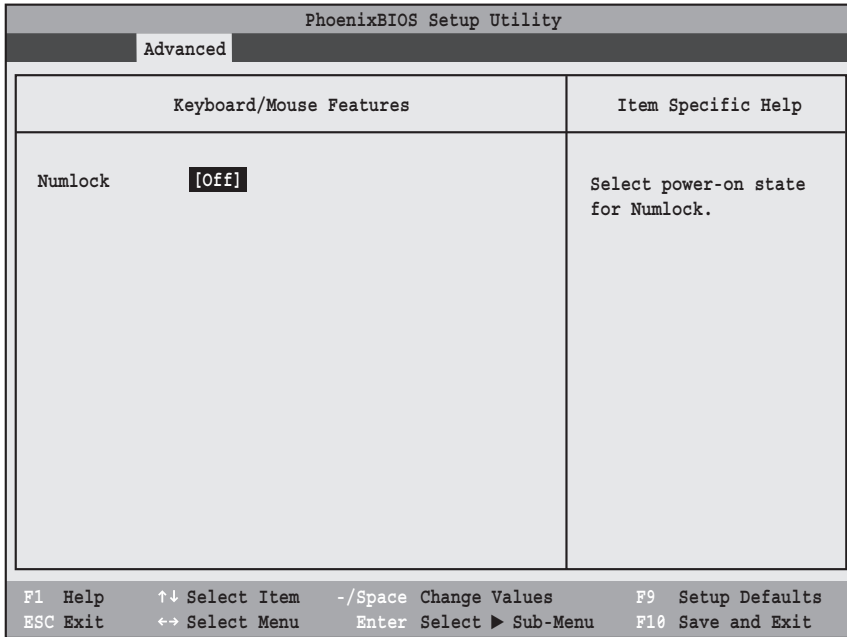 PhoenixBIOS Setup Utility
Advanced
Keyboard/Mouse Features
Item Specific Help
Numlock [Off]
Select power-on state
for Numlock.
F1 Help ↑↓ Select Item -/Space Change Values F9 Setup Defaults
ESC Exit ←→ Select Menu Enter Select ▶ Sub-Menu F10 Save and Exit